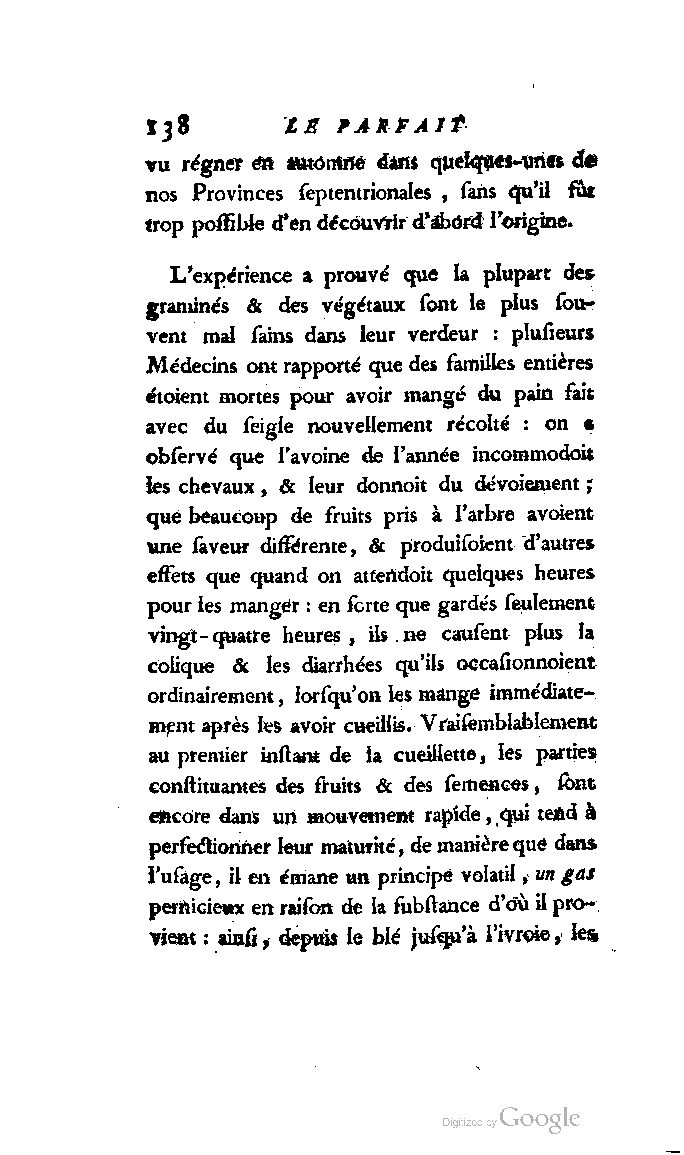 138 LE PARFAIT
vu régner en automne dans quelques-unes de
nos Provinces ſeptentrionales, ſans qu'il fût
trop poſſible d'en découvrir d'abord l'origine.
L'expérience a prouvé que la plupart des
graminés & des végétaux ſont le plus ſou-
vent mal ſains dans leur verdeur : pluſieurs
Médecins ont rapporté que des familles entières
étoient mortes pour avoir mangé du pain fait
avec du ſeigle nouvellement récolté : on a
obſervé que l'avoine de l'année incommodoit
les chevaux, & leur donnoit du dévoiement ;
que beaucoup de fruits pris à l'arbre avoient
une ſaveur différente, & produiſoient d'autres
effets que quand on attendoit quelques heures
pour les manger : en ſorte que gardés ſeulement
vingt-quatre heures, ils ne cauſent plus la
colique & les diarrhées qu'ils occaſionnoient
ordinairement, lorſqu'on les mange immédiate-
ment après les avoir cueillis. Vraiſemblablement
au premier inſtant de la cueillette, les parties
conſtituantes des fruits & des ſemences, ſont
encore dans un mouvement rapide, qui tend à
perfectionner leur maturité, de manière que dans
l'uſage, il en émane un principe volatil, un gas
pernicieux en raiſon de la ſubſtance d'où il pro-
vient : ainſi, depuis le blé juſqu'à l'ivroie, les
Digitized by Google